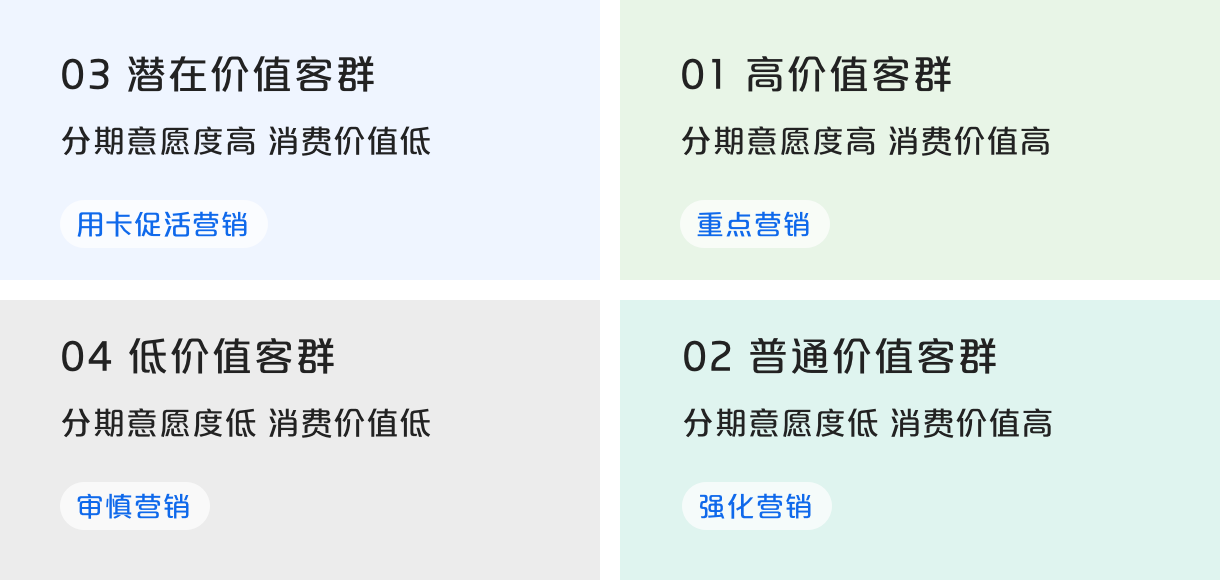 03 潜在价值客群
分期意愿度高 消费价值低
用卡促活营销
01 高价值客群
分期意愿度高 消费价值高
重点营销
04 低价值客群
分期意愿度低 消费价值低
审慎营销
02 普通价值客群
分期意愿度低 消费价值高
强化营销